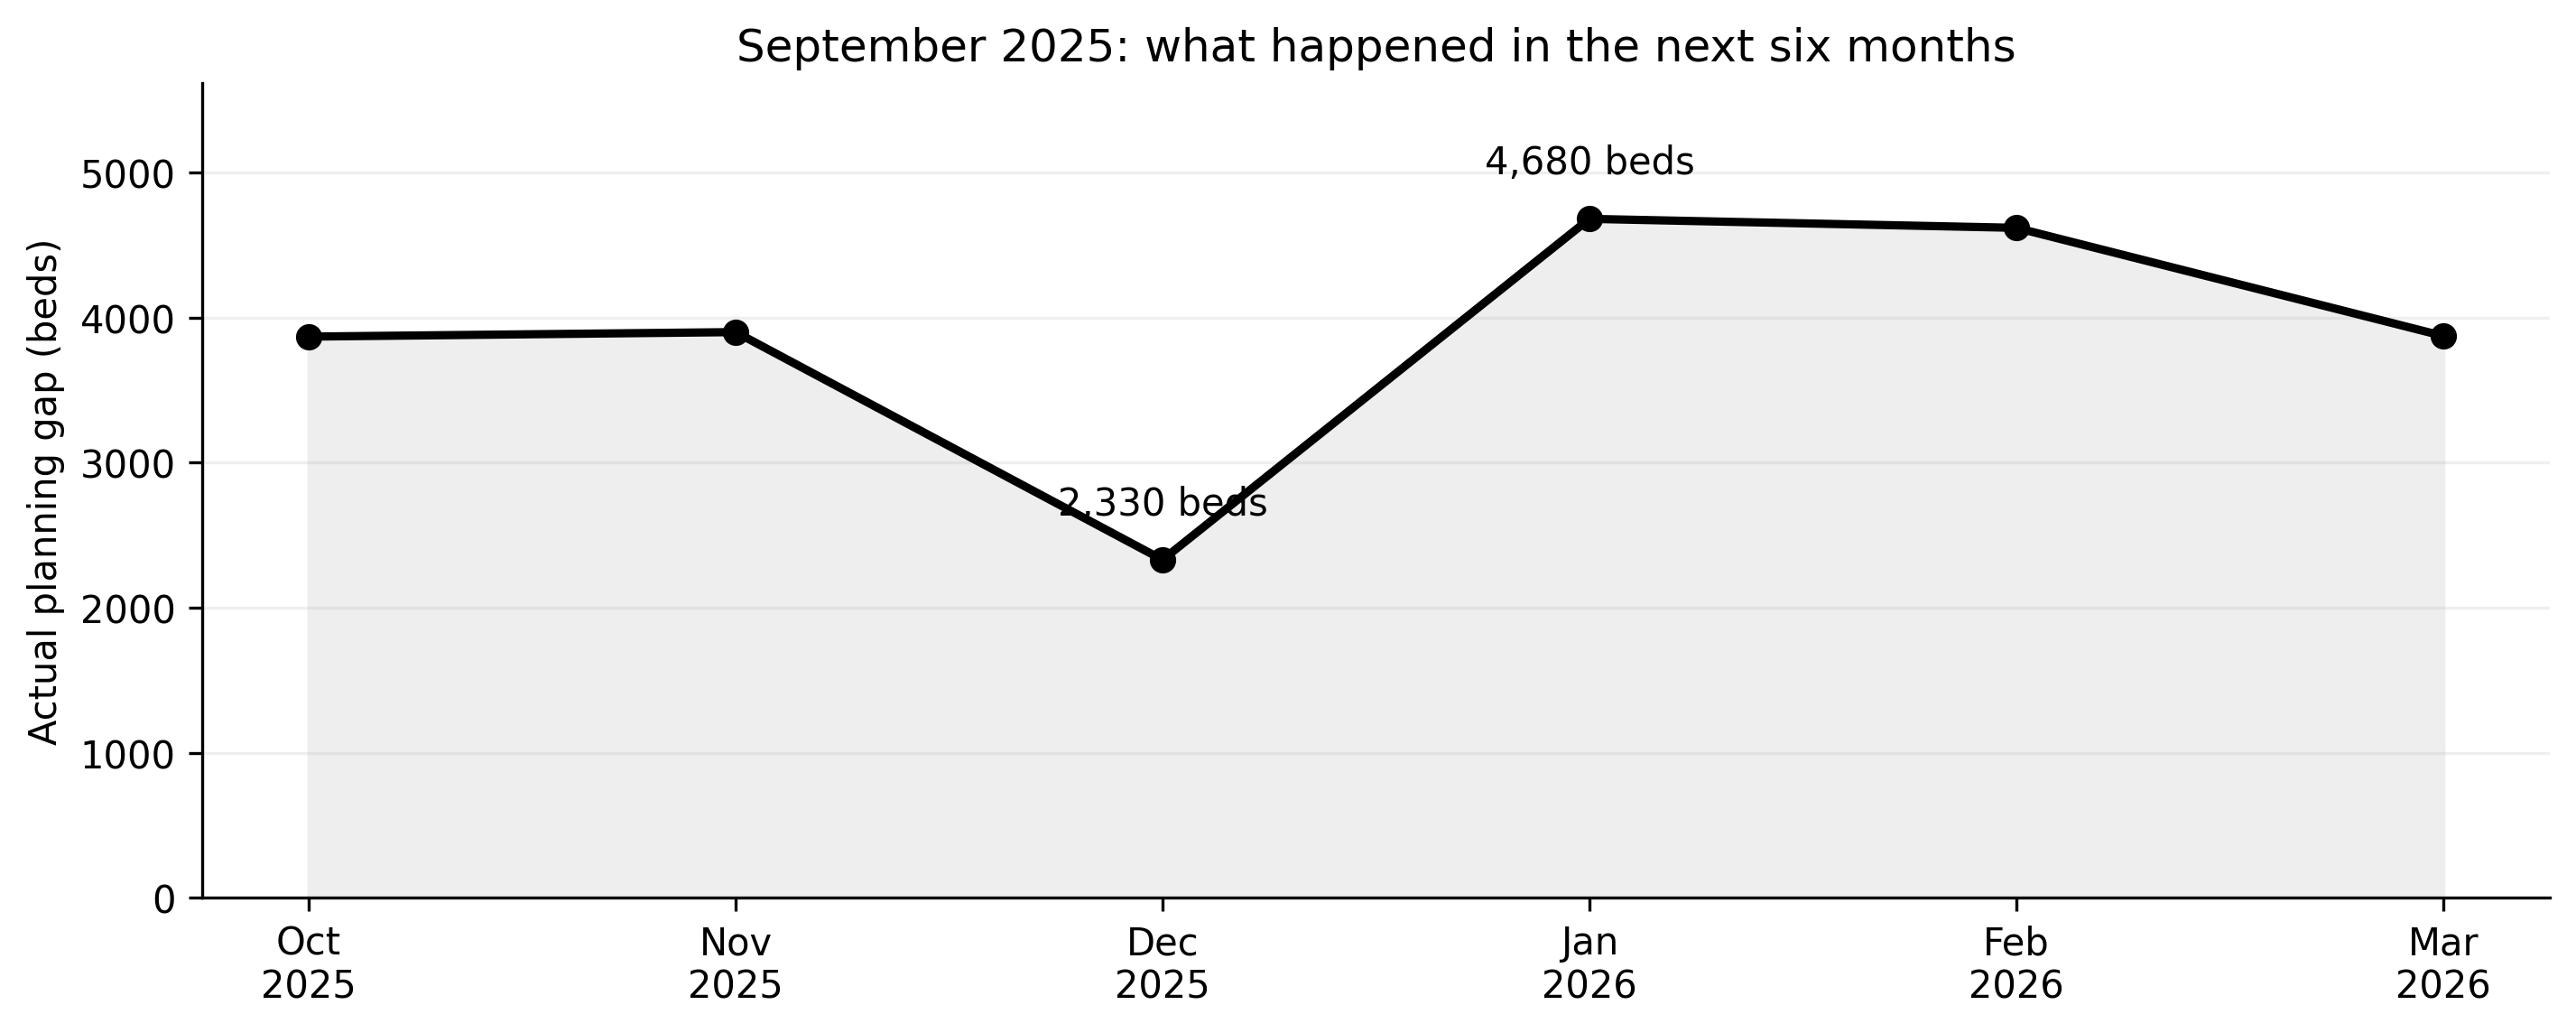 September 2025: what happened in the next six months
Actual planning gap (beds)
5000
4000
3000
2000
1000
0
4,680 beds
2,330 beds
Oct
2025
Nov
2025
Dec
2025
Jan
2026
Feb
2026
Mar
2026